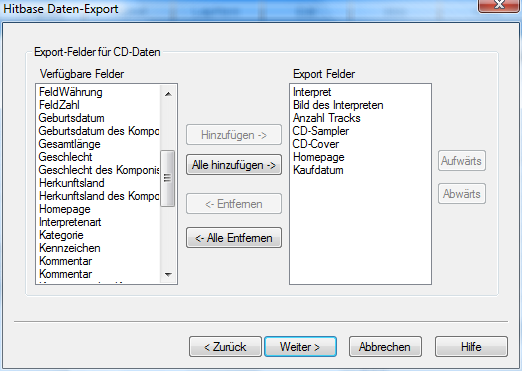 Hitbase Daten-Export
Export-Felder für CD-Daten
Verfügbare Felder
FeldWährung
FeldZahl
Geburtsdatum
Geburtsdatum des Kompo
Gesamtlänge
Geschlecht
Geschlecht des Komponis
Herkunftsland
Herkunftsland des Kompo
Homepage
Interpretenart
Kategorie
Kennzeichen
Kommentar
Kommentar
Hinzufügen ->
Alle hinzufügen ->
<- Entfernen
<- Alle Entfernen
Export Felder
Interpret
Bild des Interpreten
Anzahl Tracks
CD-Sampler
CD-Cover
Homepage
Kaufdatum
Aufwärts
Abwärts
< Zurück
Weiter >
Abbrechen
Hilfe